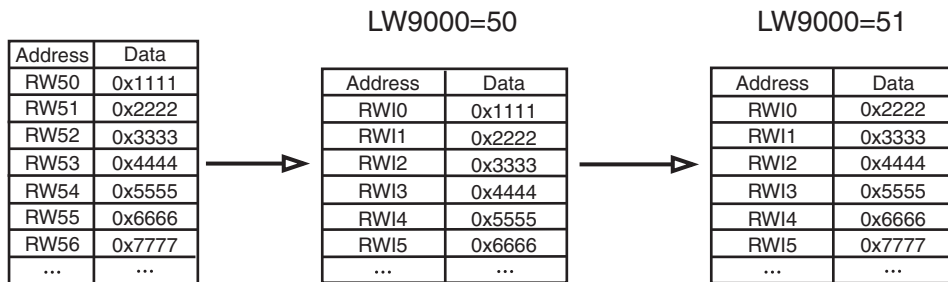 LW9000=50
LW9000=51
Address Data
RW50 0x1111
RW51 0x2222
RW52 0x3333
RW53 0x4444
RW54 0x5555
RW55 0x6666
RW56 0x7777
... ...
Address Data
RWI0 0x1111
RWI1 0x2222
RWI2 0x3333
RWI3 0x4444
RWI4 0x5555
RWI5 0x6666
... ...
Address Data
RWI0 0x2222
RWI1 0x3333
RWI2 0x4444
RWI3 0x5555
RWI4 0x6666
RWI5 0x7777
... ...